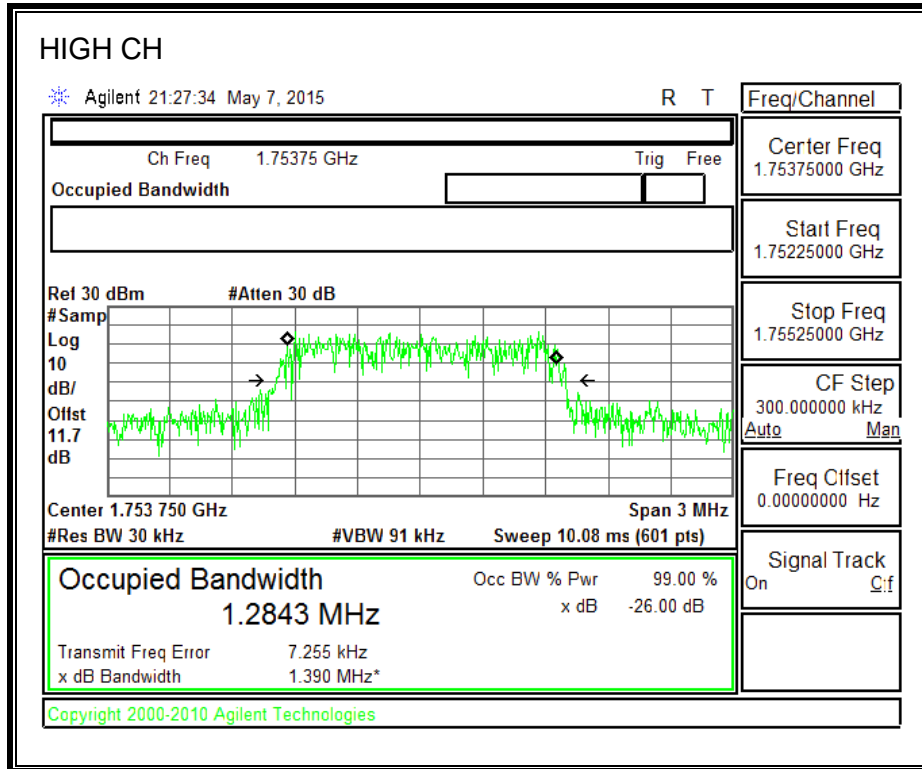 HIGH CH
Agilent 21:27:34 May 7, 2015 R T
Freq/Channel
Ch Freq 1.75375 GHz Trig Free
Occupied Bandwidth
Center Freq
1.75375000 GHz
Start Freq
1.75225000 GHz
Stop Freq
1.75525000 GHz
CF Step
300.000000 kHz
Auto Man
Freq Offset
0.00000000 Hz
Signal Track
On Off
Ref 30 dBm #Atten 30 dB
#Samp
Log
10
dB/
Offst
11.7
dB
Center 1.753 750 GHz Span 3 MHz
#Res BW 30 kHz #VBW 91 kHz Sweep 10.08 ms (601 pts)
Occupied Bandwidth Occ BW % Pwr 99.00 %
1.2843 MHz x dB -26.00 dB
Transmit Freq Error 7.255 kHz
x dB Bandwidth 1.390 MHz*
Copyright 2000-2010 Agilent Technologies